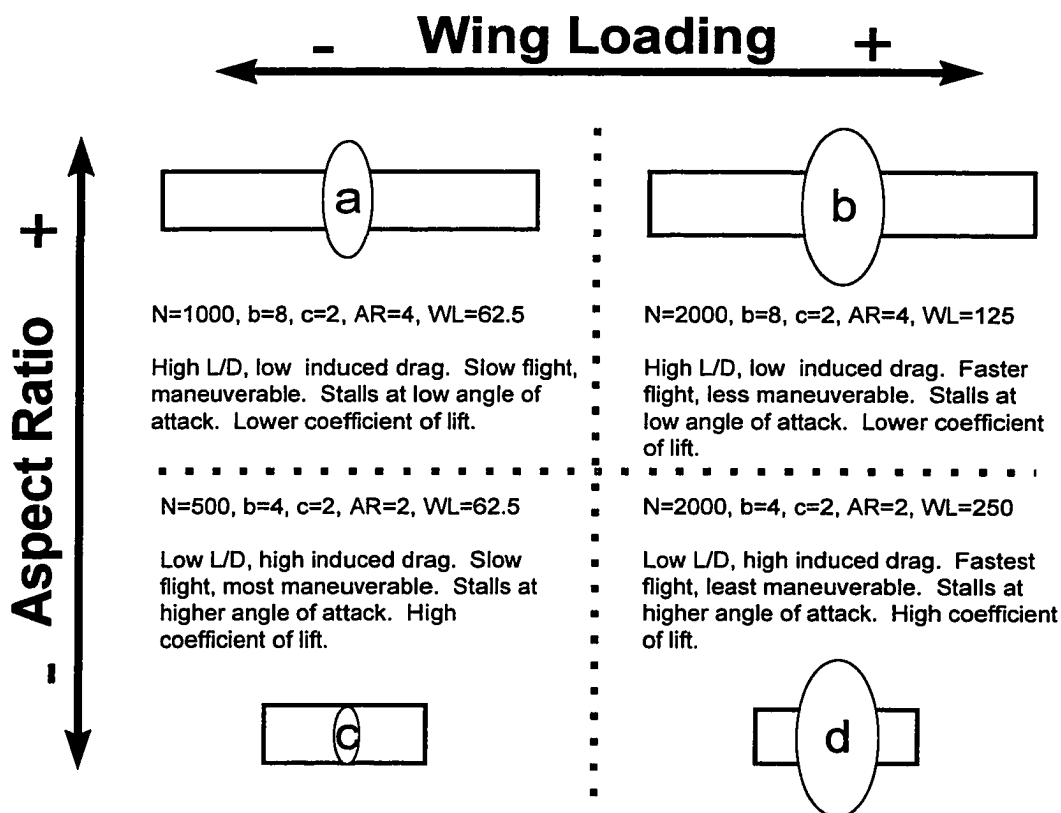 - Wing Loading +
- Aspect Ratio +
a
N=1000, b=8, c=2, AR=4, WL=62.5
High L/D, low induced drag. Slow flight,
maneuverable. Stalls at low angle of
attack. Lower coefficient of lift.
b
N=2000, b=8, c=2, AR=4, WL=125
High L/D, low induced drag. Faster
flight, less maneuverable. Stalls at
low angle of attack. Lower coefficient
of lift.
N=500, b=4, c=2, AR=2, WL=62.5
Low L/D, high induced drag. Slow
flight, most maneuverable. Stalls at
higher angle of attack. High
coefficient of lift.
c
N=2000, b=4, c=2, AR=2, WL=250
Low L/D, high induced drag. Fastest
flight, least maneuverable. Stalls at
higher angle of attack. High coefficient
of lift.
d